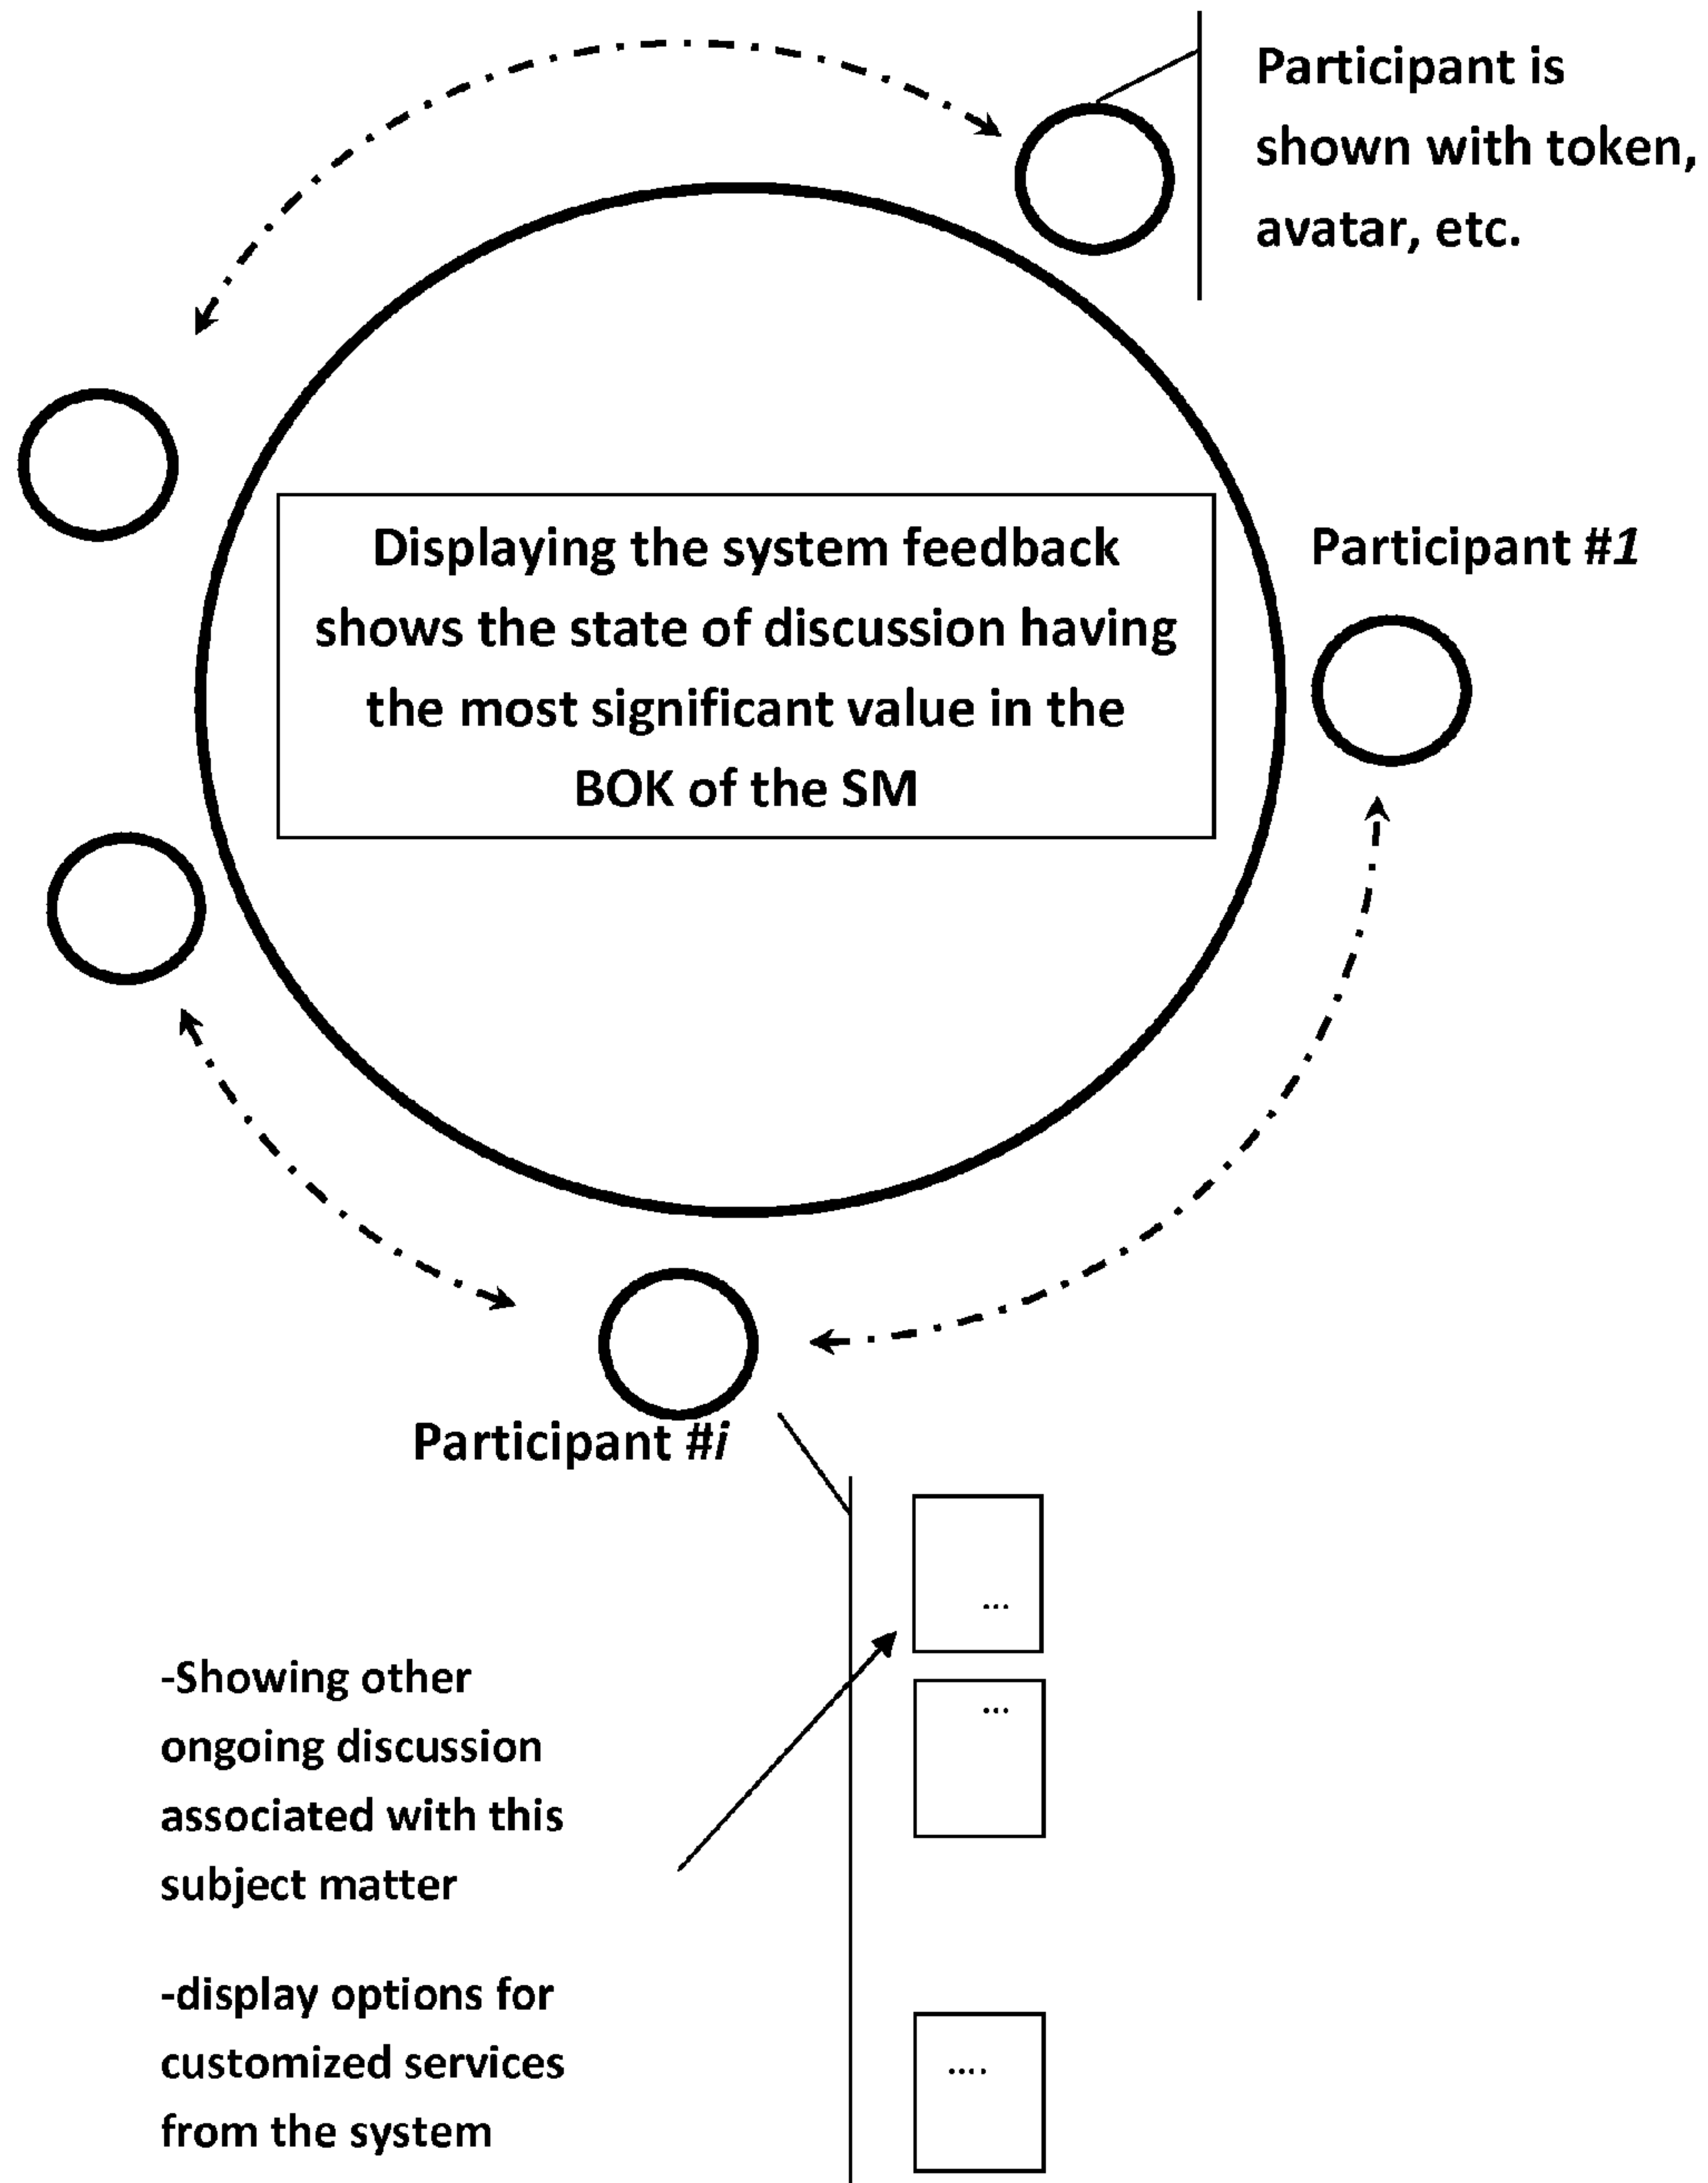 Participant is
shown with token,
avatar, etc.
Displaying the system feedback
shows the state of discussion having
the most significant value in the
BOK of the SM
Participant #1
Participant #i
...
...
-Showing other
ongoing discussion
associated with this
subject matter
-display options for
customized services
from the system
....